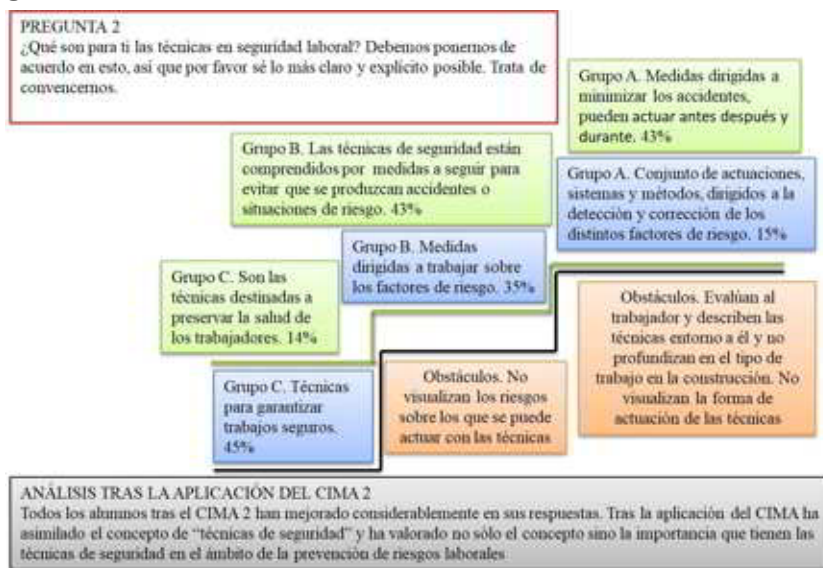 PREGUNTA 2
¿Qué son para ti las técnicas en seguridad laboral? Debemos ponernos de
acuerdo en esto, así que por favor sé lo más claro y explícito posible. Trata de
convencernos.
Grupo A. Medidas dirigidas a
minimizar los accidentes,
pueden actuar antes después y
durante. 43%
Grupo B. Las técnicas de seguridad están
comprendidos por medidas a seguir para
evitar que se produzcan accidentes o
situaciones de riesgo. 43%
Grupo A. Conjunto de actuaciones,
sistemas y métodos, dirigidos a la
detección y corrección de los
distintos factores de riesgo. 15%
Grupo B. Medidas
dirigidas a trabajar sobre
los factores de riesgo. 35%
Grupo C. Son las
técnicas destinadas a
preservar la salud de
los trabajadores. 14%
Grupo C. Técnicas
para garantizar
trabajos seguros.
45%
Obstáculos. No
visualizan los riesgos
sobre los que se puede
actuar con las técnicas
Obstáculos. Evalúan al
trabajador y describen las
técnicas entorno a él y no
profundizan en el tipo de
trabajo en la construcción. No
visualizan la forma de
actuación de las técnicas
ANÁLISIS TRAS LA APLICACIÓN DEL CIMA 2
Todos los alumnos tras el CIMA 2 han mejorado considerablemente en sus respuestas. Tras la aplicación del CIMA ha
asimilado el concepto de “técnicas de seguridad” y ha valorado no sólo el concepto sino la importancia que tienen las
técnicas de seguridad en el ámbito de la prevención de riesgos laborales